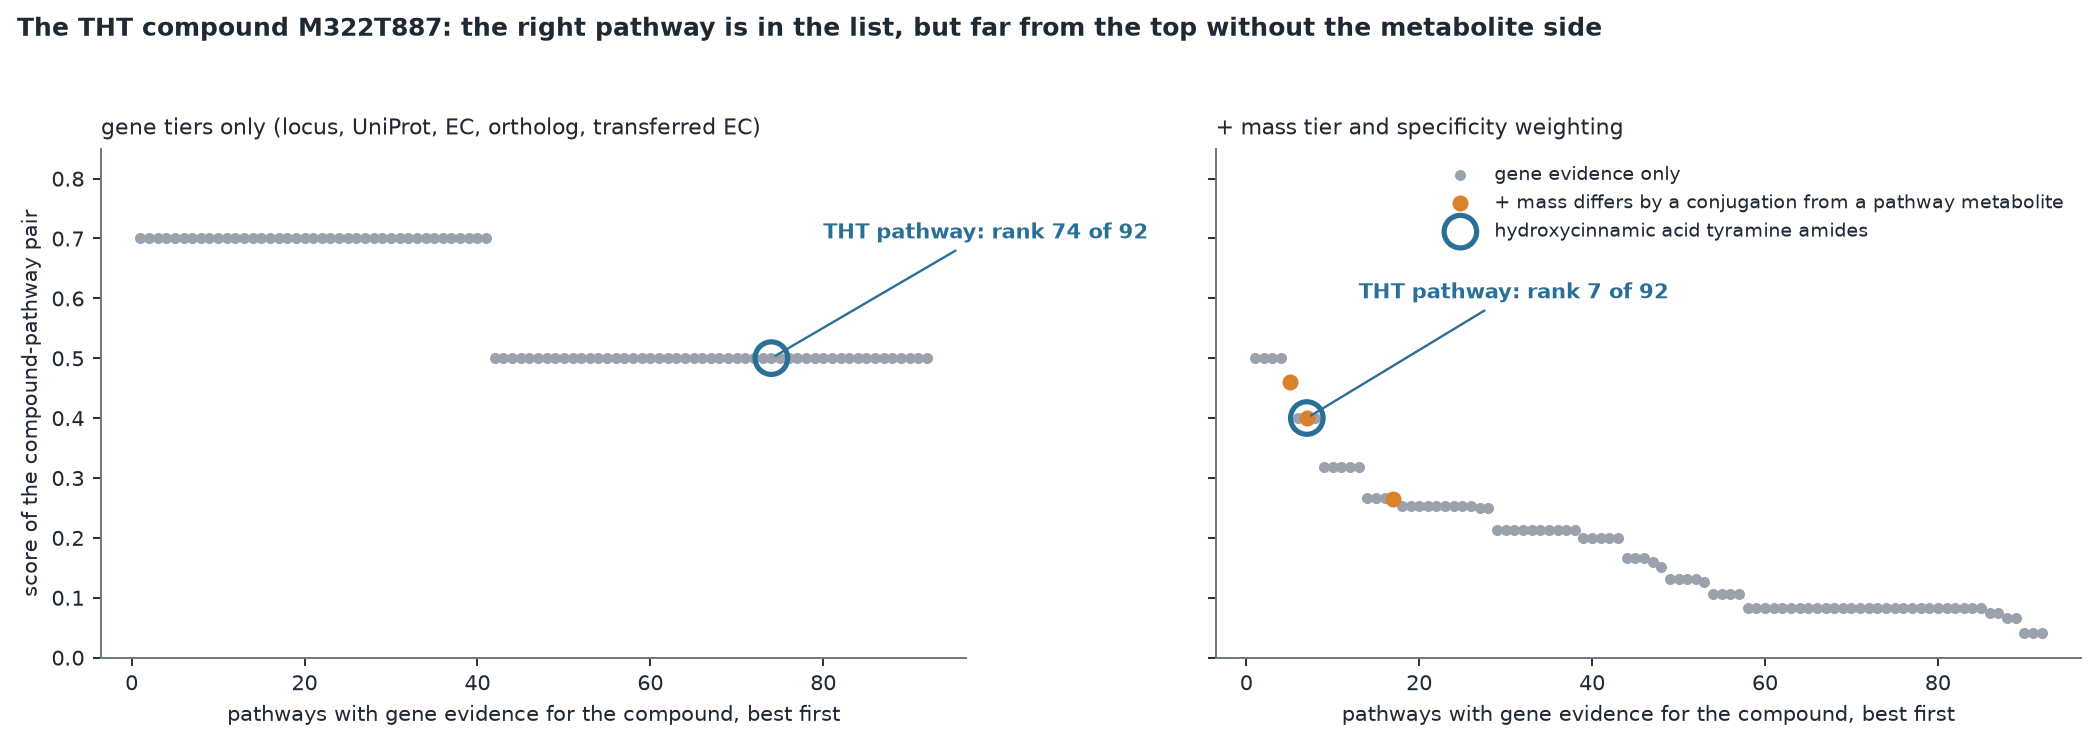 The THT compound M322T887: the right pathway is in the list, but far from the top without the metabolite side
gene tiers only (locus, UniProt, EC, ortholog, transferred EC)
score of the compound-pathway pair
0.8
0.7
0.6
0.5
0.4
0.3
0.2
0.1
0.0
THT pathway: rank 74 of 92
0 20 40 60 80
pathways with gene evidence for the compound, best first
+ mass tier and specificity weighting
gene evidence only
+ mass differs by a conjugation from a pathway metabolite
hydroxycinnamic acid tyramine amides
THT pathway: rank 7 of 92
0 20 40 60 80
pathways with gene evidence for the compound, best first